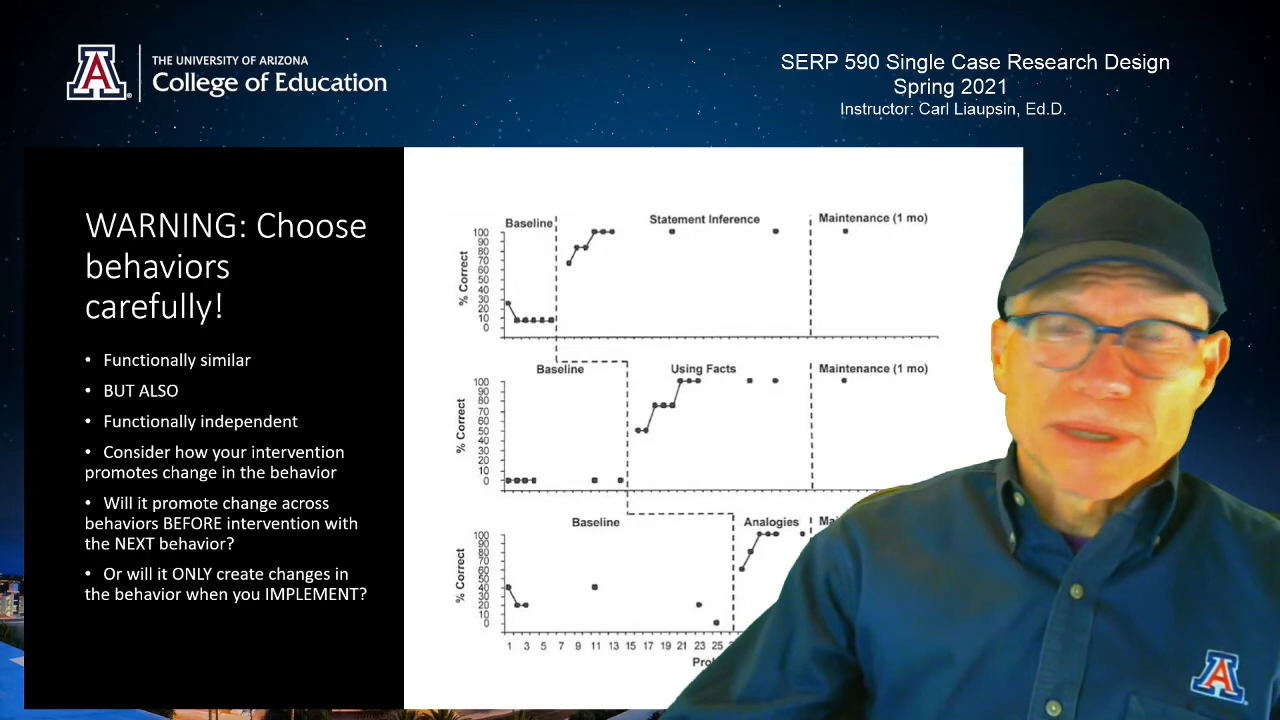 THE UNIVERSITY OF ARIZONA
College of Education
A
SERP 590 Single Case Research Design
Spring 2021
Instructor: Carl Liaupsin, Ed.D.
WARNING: Choose
behaviors
carefully!
• Functionally similar
• BUT ALSO
• Functionally independent
• Consider how your intervention
promotes change in the behavior
• Will it promote change across
behaviors BEFORE intervention with
the NEXT behavior?
• Or will it ONLY create changes in
the behavior when you IMPLEMENT?
Baseline
Statement Inference
Maintenance (1 mo)
% Correct
100
90
80
70
60
50
40
30
20
10
0
Baseline
Using Facts
Maintenance (1 mo)
% Correct
100
90
80
70
60
50
40
30
20
10
0
Baseline
Analogies
% Correct
100
90
80
70
60
50
40
30
20
10
0
1 3 5 7 9 11 13 15 17 19 21 23 25
A